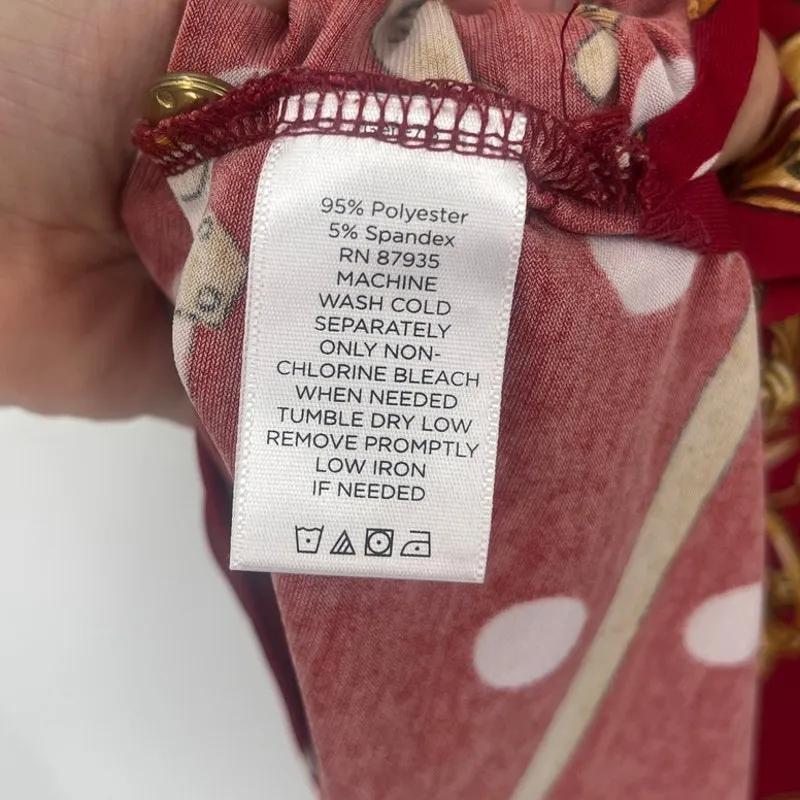 95% Polyester
5% Spandex
RN 87935
MACHINE
WASH COLD
SEPARATELY
ONLY NON-
CHLORINE BLEACH
WHEN NEEDED
TUMBLE DRY LOW
REMOVE PROMPTLY
LOW IRON
IF NEEDED